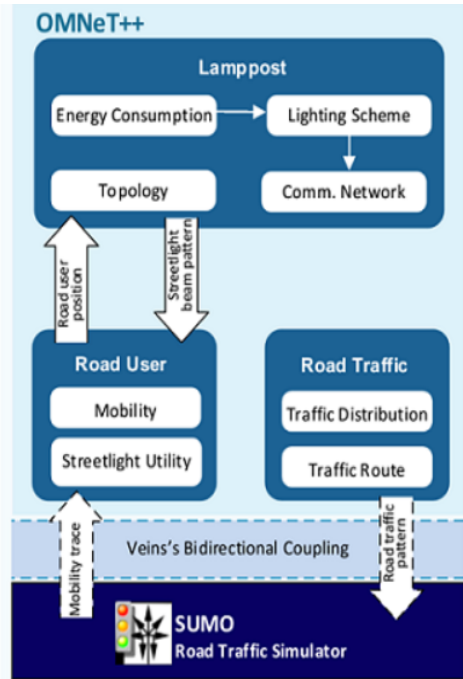 OMNeT++
Lamppost
Energy Consumption
Lighting Scheme
Topology
Comm. Network
Road user
position
Streetlight
beam pattern
Road User
Mobility
Streetlight Utility
Road Traffic
Traffic Distribution
Traffic Route
Mobility trace
Veins's Bidirectional Coupling
Road traffic
pattern
SUMO
Road Traffic Simulator